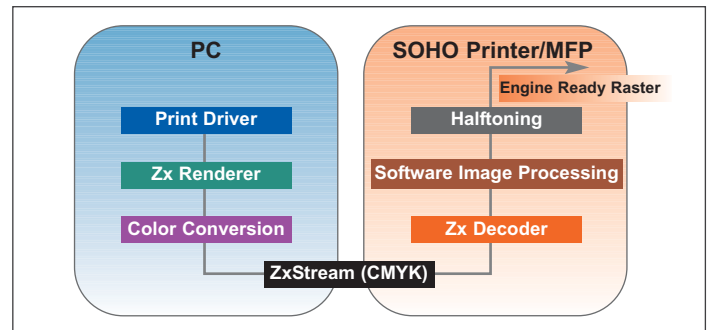 PC
Print Driver
Zx Renderer
Color Conversion
ZxStream (CMYK)
SOHO Printer/MFP
Engine Ready Raster
Halftoning
Software Image Processing
Zx Decoder